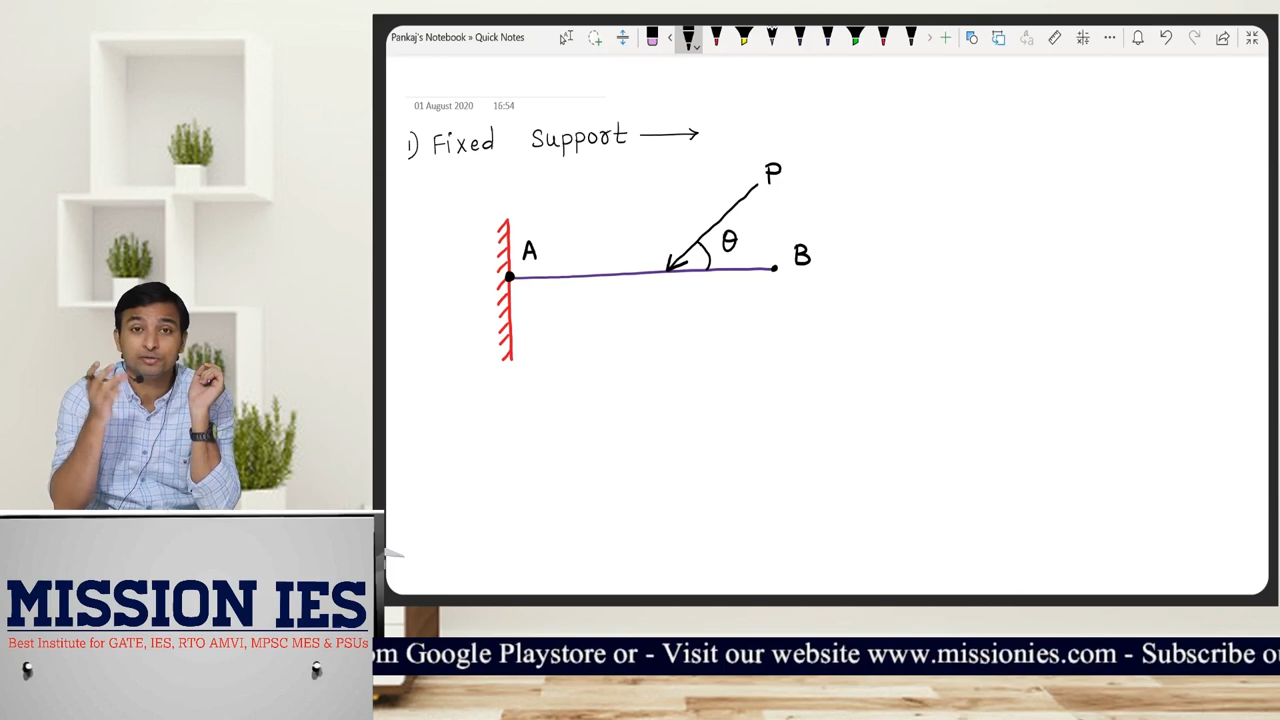 Pankaj's Notebook » Quick Notes
01 August 2020 16:54
1) Fixed Support →
P
θ
A
B
MISSION IES
Best Institute for GATE, IES, RTO AMVI, MPSC MES & PSUs
om Google Playstore or - Visit our website www.missionies.com - Subscribe ou